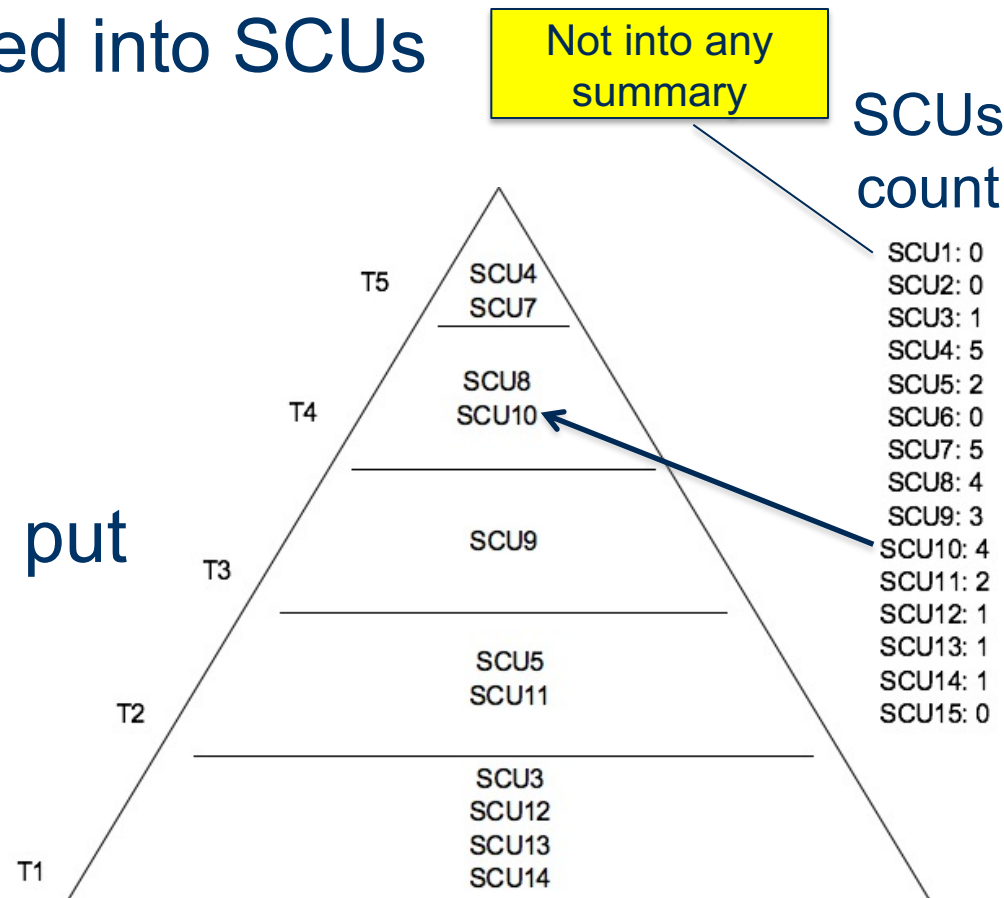 ed into SCUs
Not into any
summary
SCUs
count
T5
SCU4
SCU7
T4
SCU8
SCU10
put
T3
SCU9
T2
SCU5
SCU11
T1
SCU3
SCU12
SCU13
SCU14
SCU1: 0
SCU2: 0
SCU3: 1
SCU4: 5
SCU5: 2
SCU6: 0
SCU7: 5
SCU8: 4
SCU9: 3
SCU10: 4
SCU11: 2
SCU12: 1
SCU13: 1
SCU14: 1
SCU15: 0